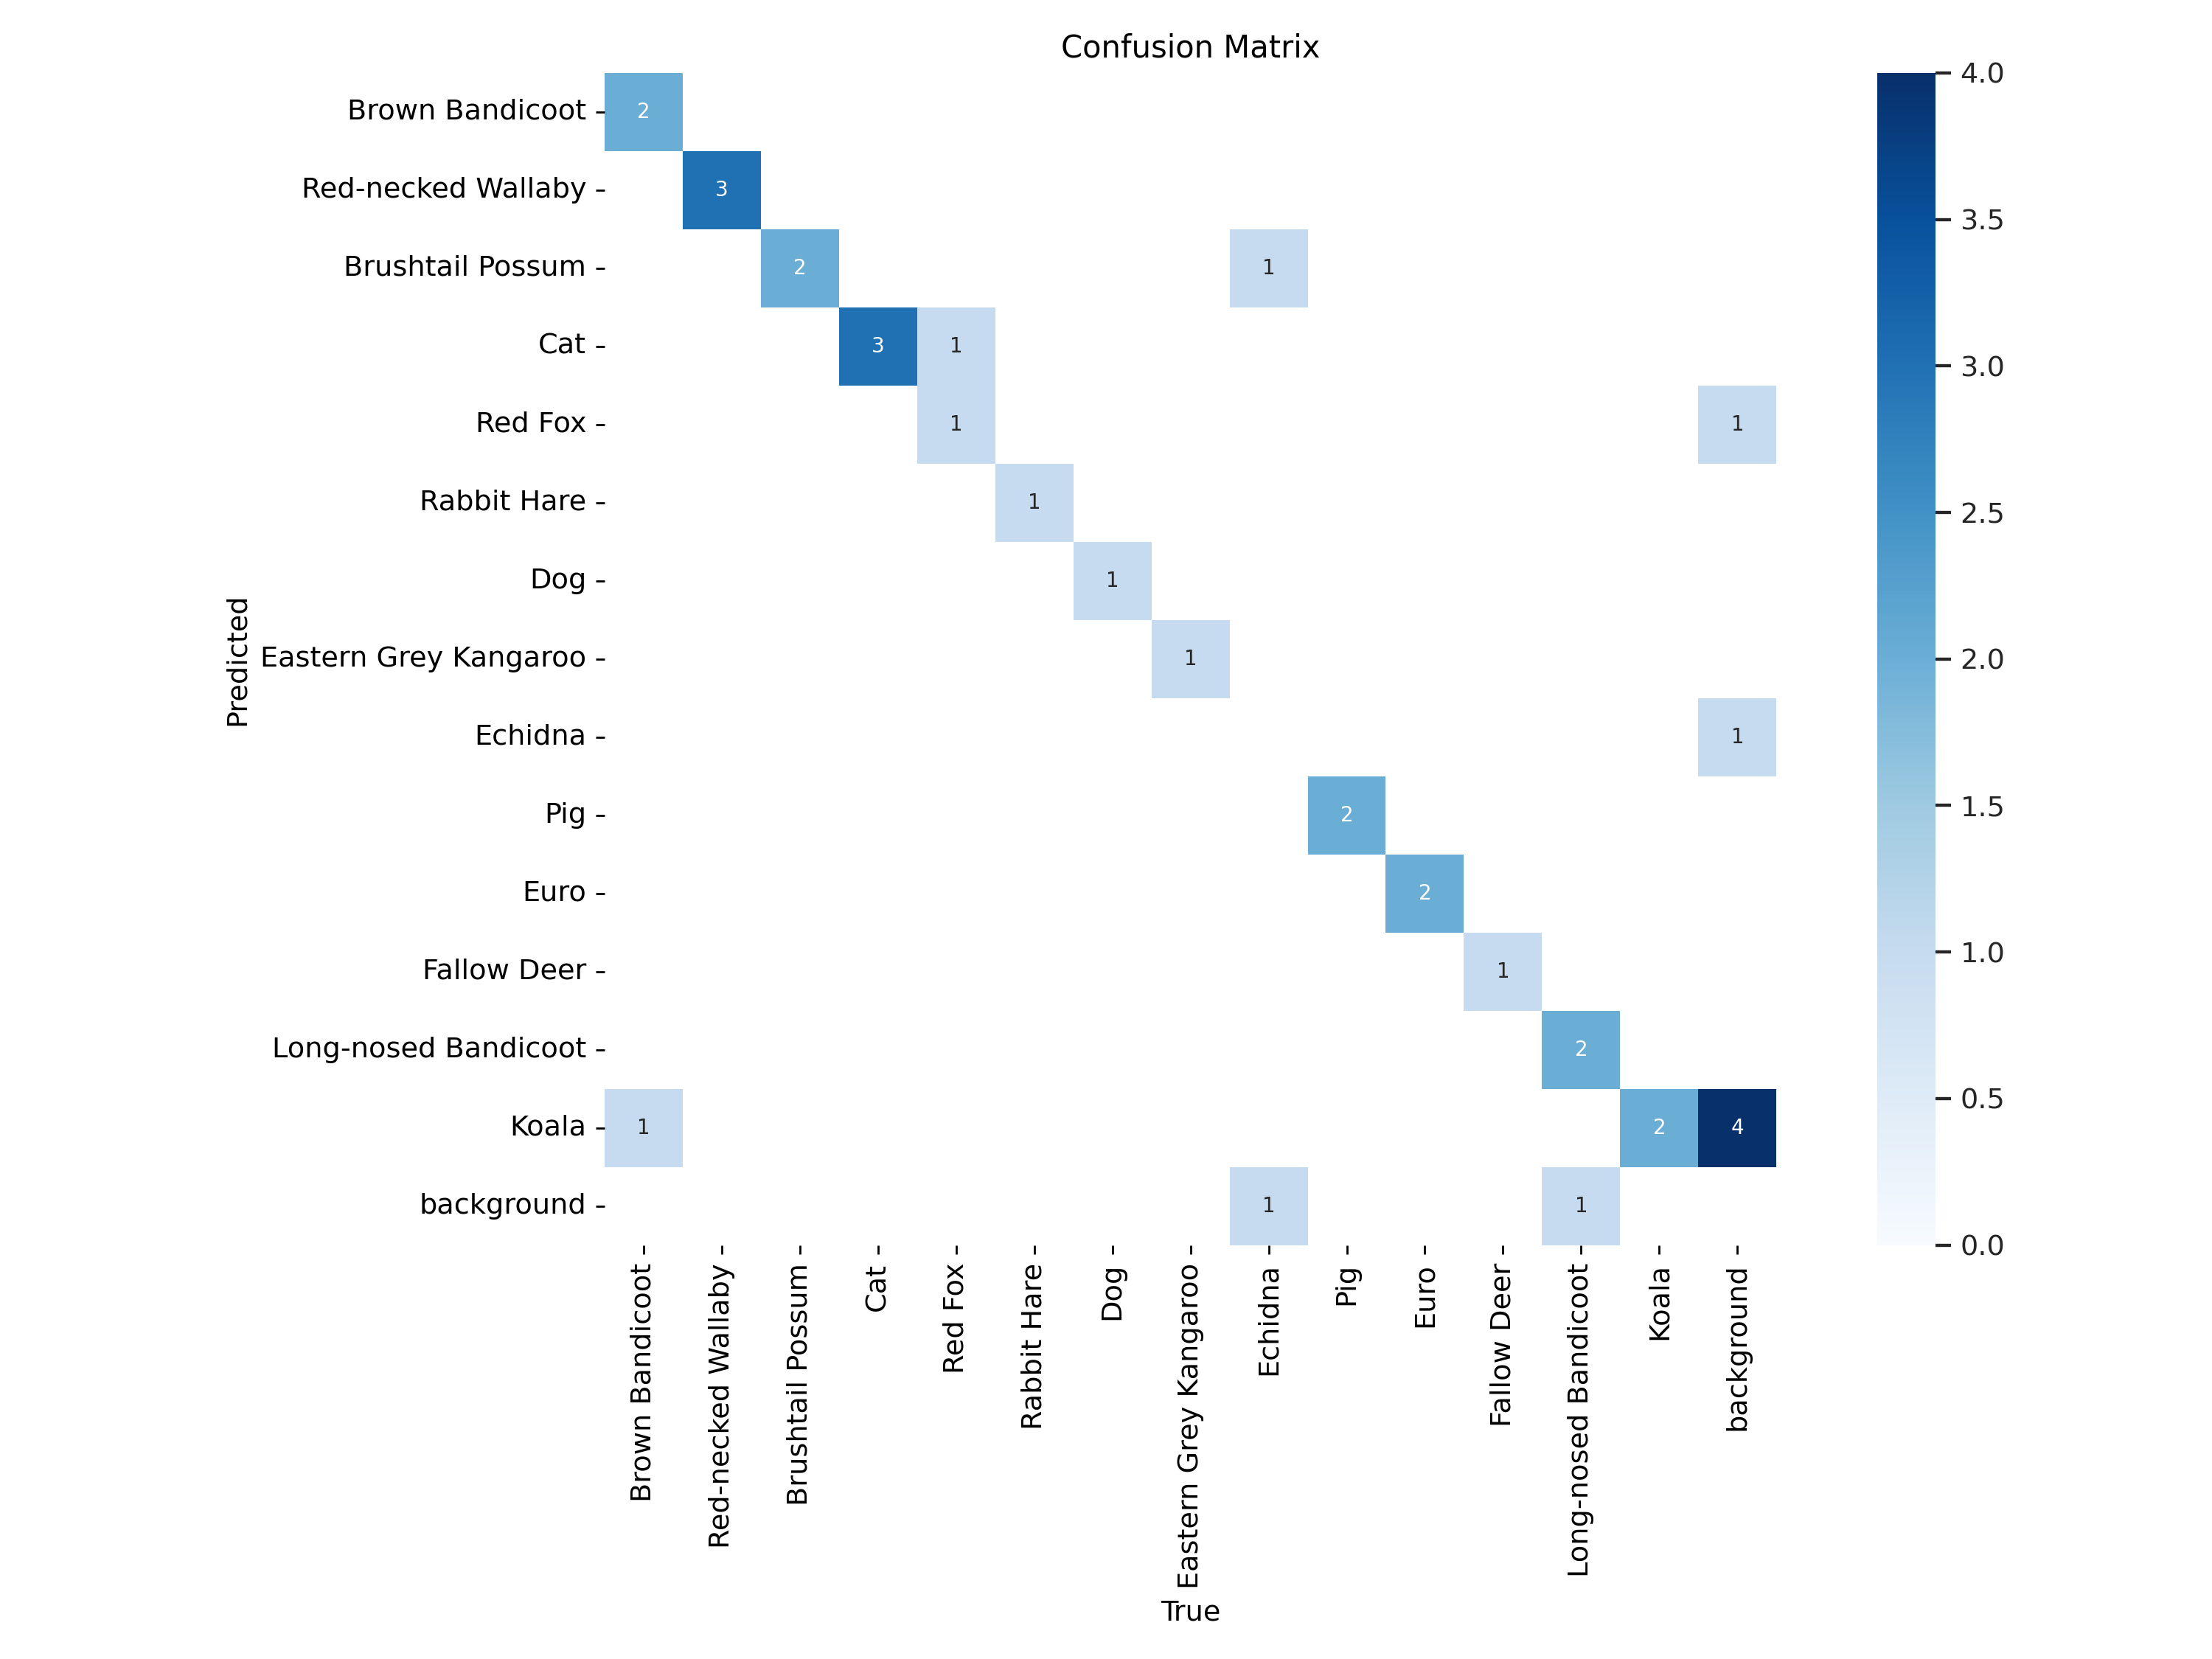 Confusion Matrix
Brown Bandicoot
2
Red-necked Wallaby
3
Brushtail Possum
2 1
Cat
3 1
Red Fox
1 1
Rabbit Hare
1
Dog
1
Eastern Grey Kangaroo
1
Echidna
1
Pig
2
Euro
2
Fallow Deer
1
Long-nosed Bandicoot
2
Koala
1 2 4
background
1 1
Predicted
Brown Bandicoot
Red-necked Wallaby
Brushtail Possum
Cat
Red Fox
Rabbit Hare
Dog
Eastern Grey Kangaroo
Echidna
Pig
Euro
Fallow Deer
Long-nosed Bandicoot
Koala
background
True
4.0
3.5
3.0
2.5
2.0
1.5
1.0
0.5
0.0